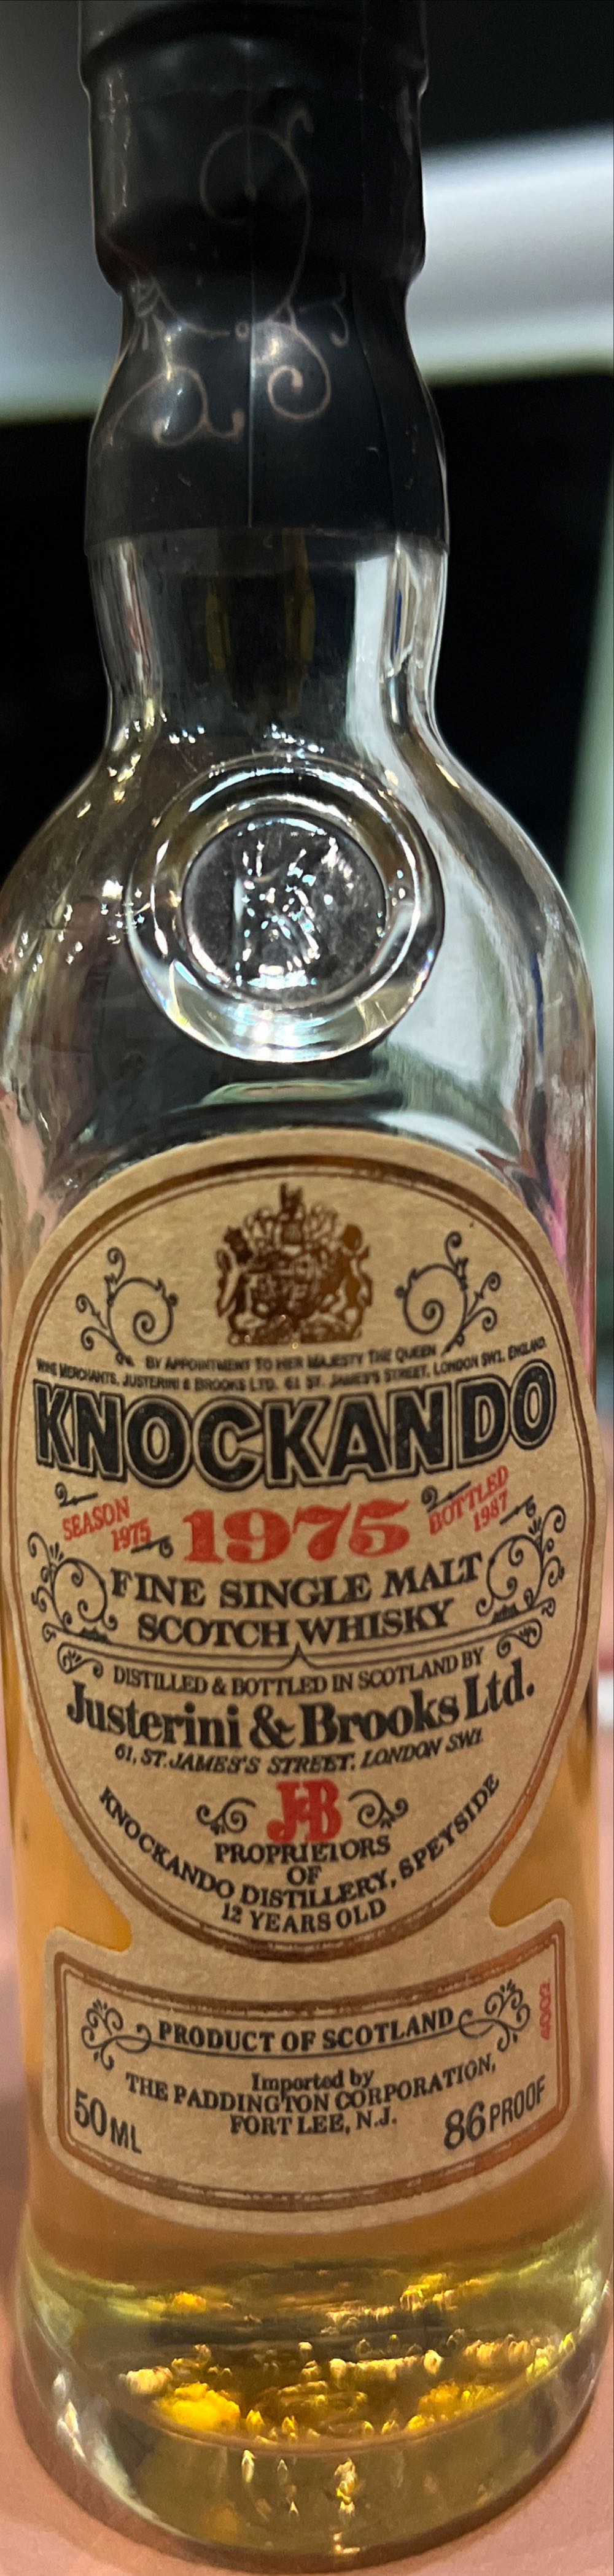 K
BY APPOINTMENT TO HER MAJESTY THE QUEEN
WINE MERCHANTS, JUSTERINI & BROOKS LTD. 61 ST. JAMES'S STREET, LONDON SW1. ENGLAND
KNOCKANDO
SEASON
1975
1975
BOTTLED
1987
FINE SINGLE MALT
SCOTCH WHISKY
DISTILLED & BOTTLED IN SCOTLAND BY
Justerini & Brooks Ltd.
61, ST. JAMES'S STREET, LONDON SW1.
J&B
PROPRIETORS
OF
KNOCKANDO DISTILLERY, SPEYSIDE
12 YEARS OLD
PRODUCT OF SCOTLAND
Imported by
THE PADDINGTON CORPORATION,
FORT LEE, N.J.
50 ML
86 PROOF